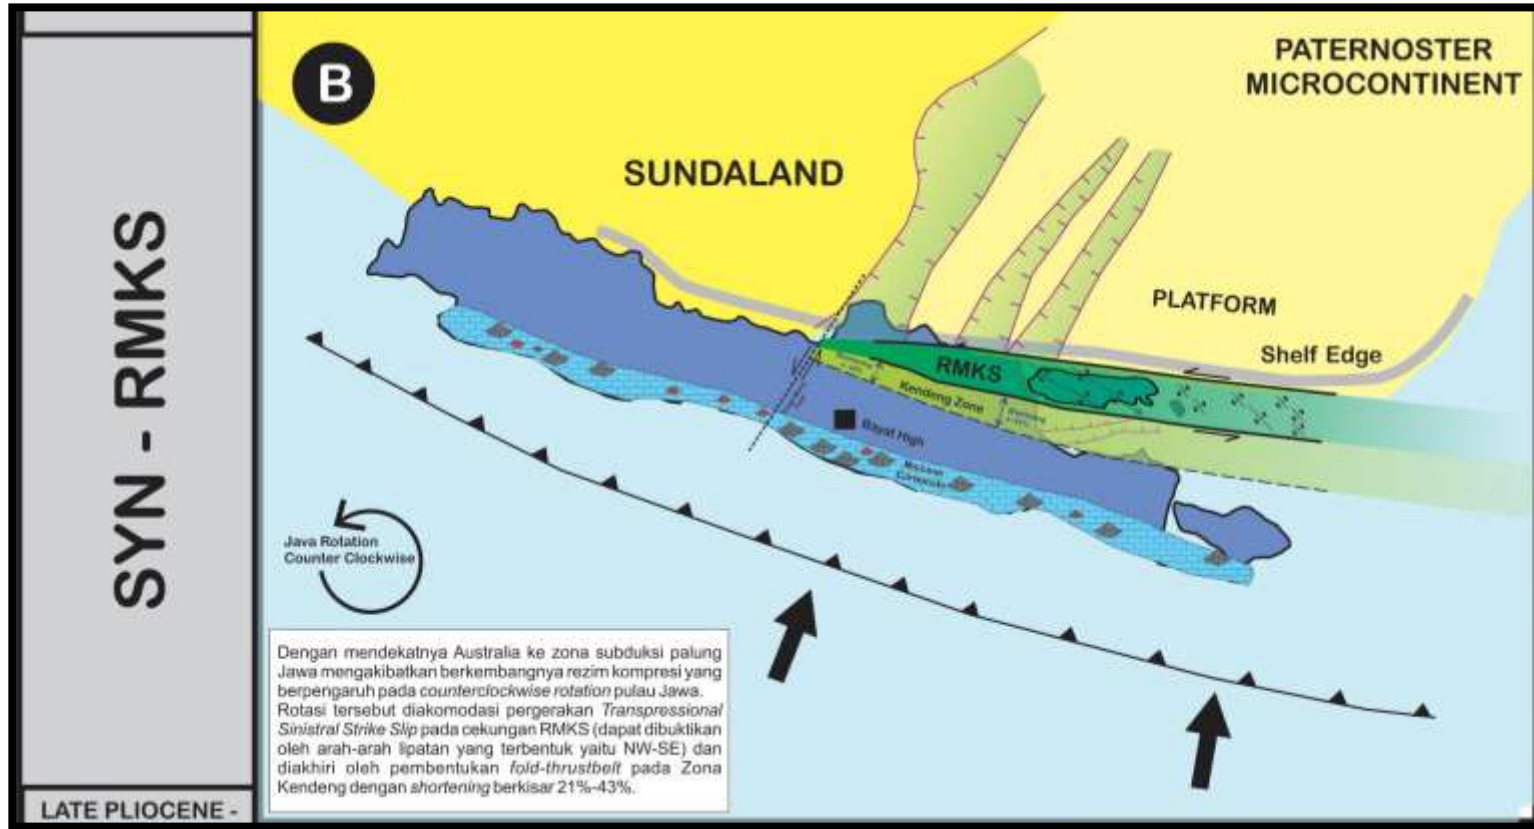 SYN - RMKS
LATE PLIOCENE -
B
PATERNOSTER
MICROCONTINENT
SUNDALAND
PLATFORM
Shelf Edge
RMKS
Kendeng Zone
Bayat High
Miocene
Java Rotation
Counter Clockwise
Dengan mendekatnya Australia ke zona subduksi palung
Jawa mengakibatkan berkembangnya rezim kompresi yang
berpengaruh pada counterclockwise rotation pulau Jawa.
Rotasi tersebut diakomodasi pergerakan Transpressional
Sinistral Strike Slip pada cekungan RMKS (dapat dibuktikan
oleh arah-arah lipatan yang terbentuk yaitu NW-SE) dan
diakhiri oleh pembentukan fold-thrustbelt pada Zona
Kendeng dengan shortening berkisar 21%-43%.